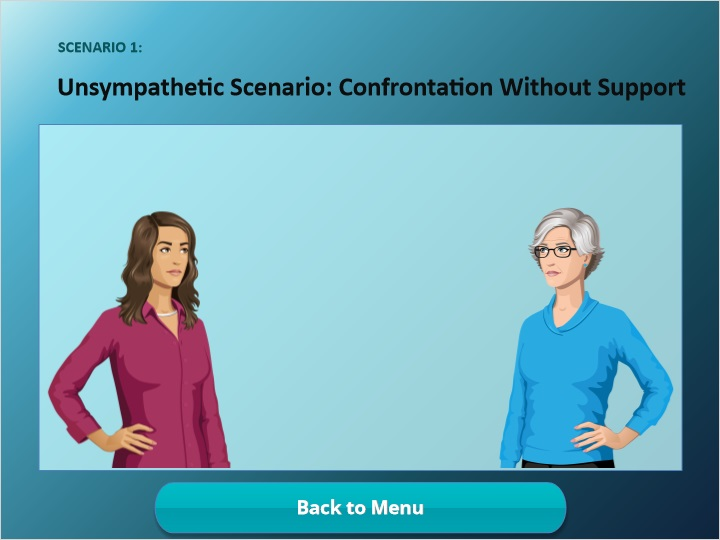 SCENARIO 1:
Unsympathetic Scenario: Confrontation Without Support
Back to Menu